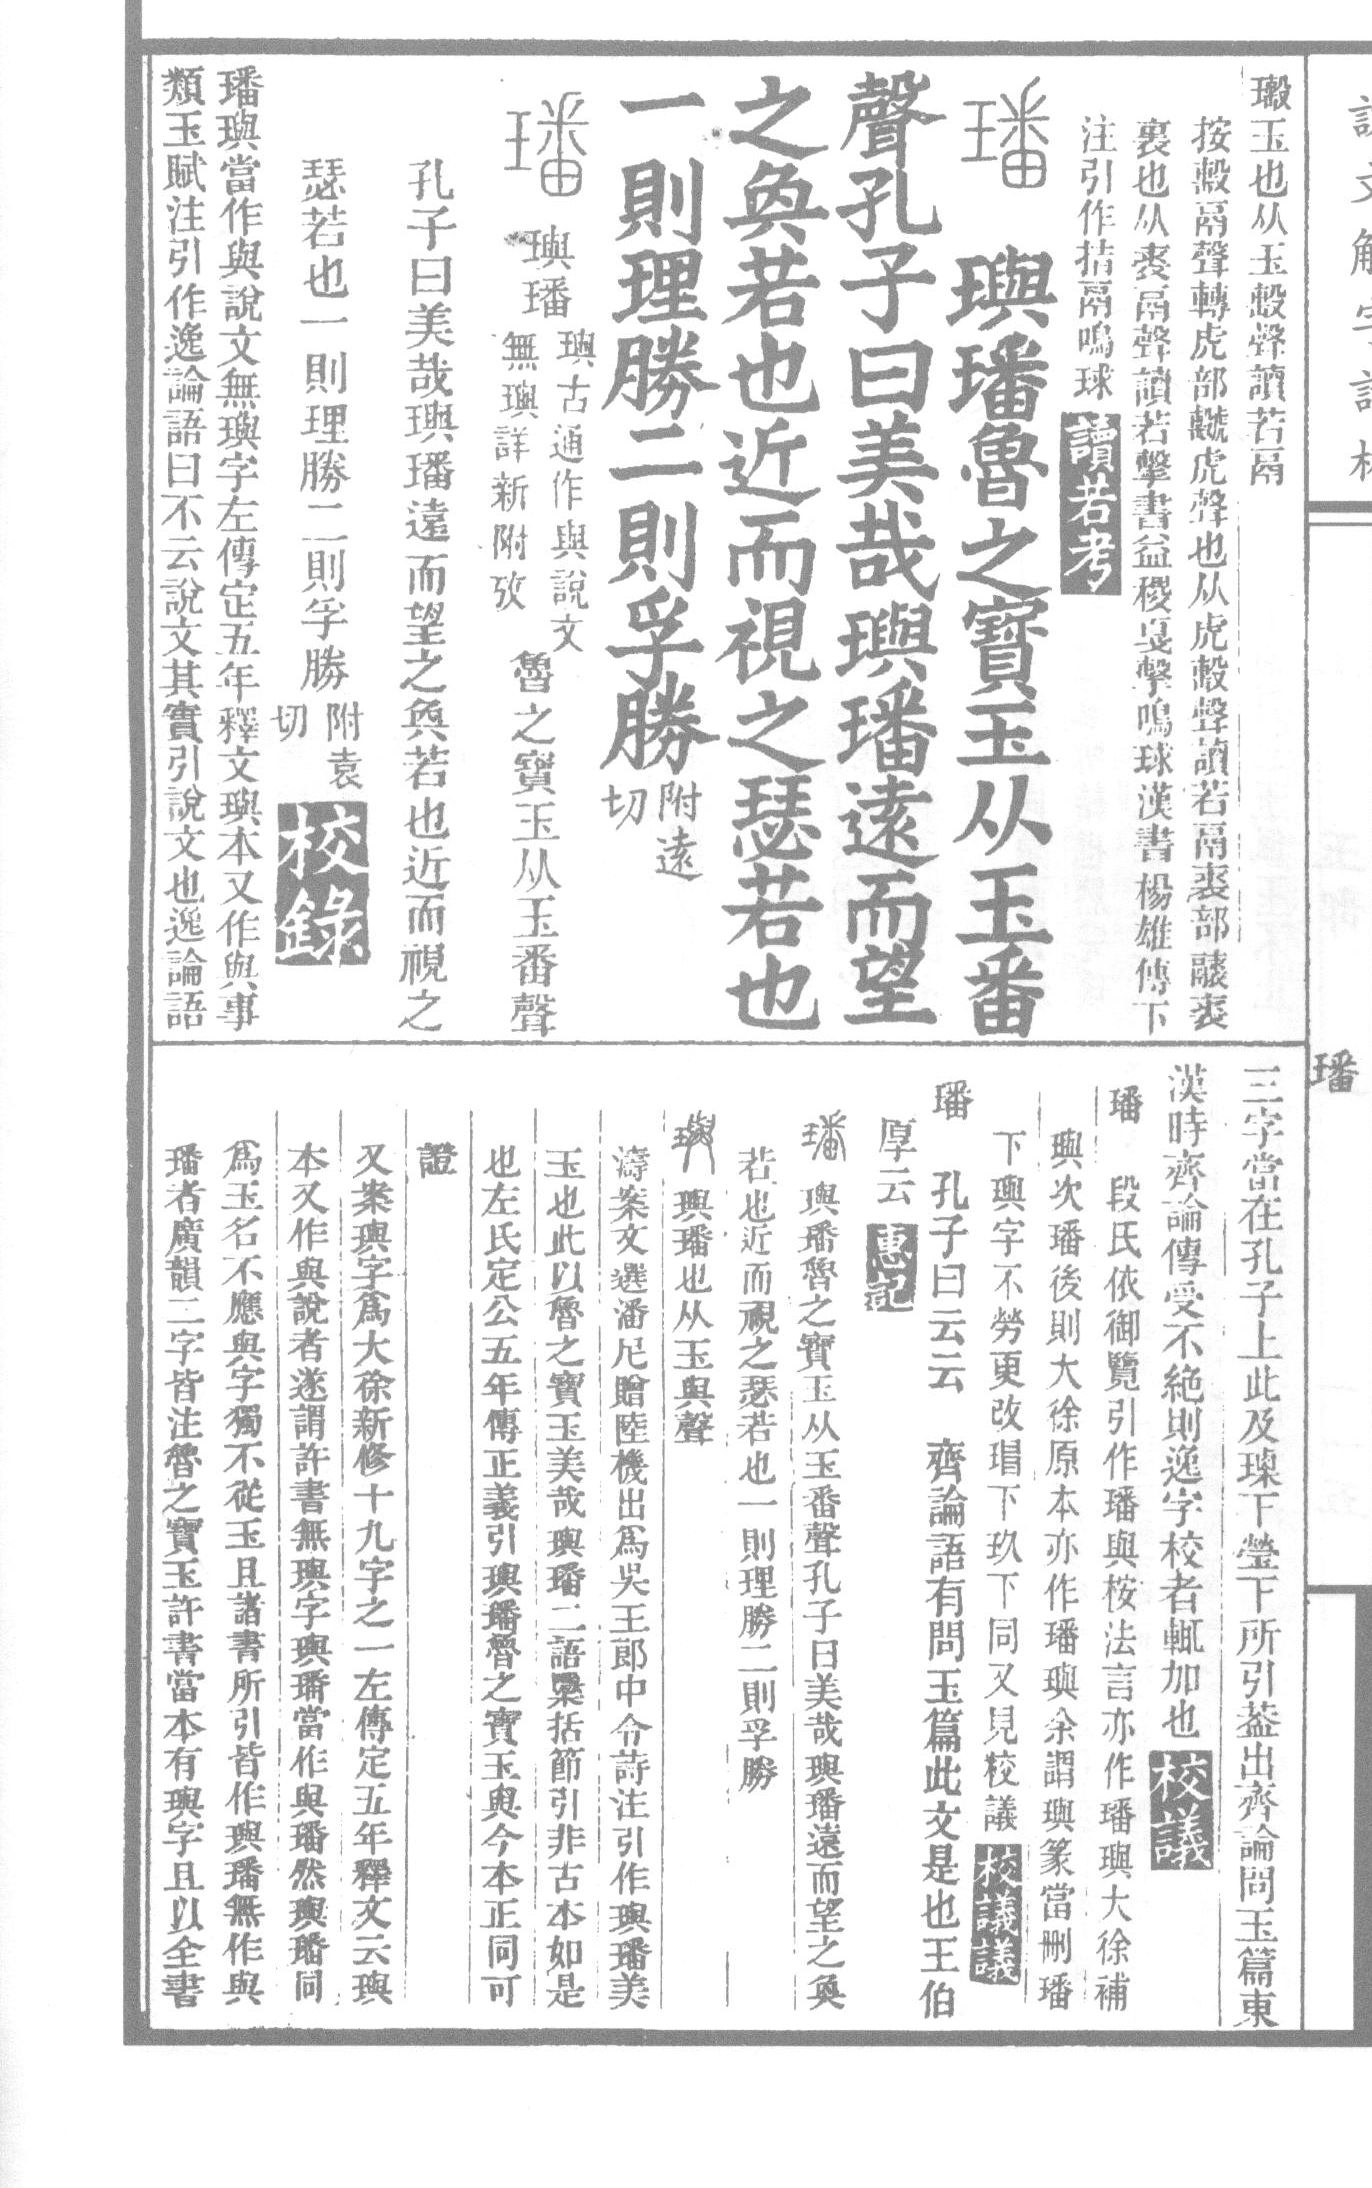 瑴玉也从玉㱿聲讀若鬲
按㱿鬲聲轉虎部虩虎聲也从虎㱿聲讀若鬲裘部䙐裘
裏也从裘鬲聲讀若擊書益稷戛擊鳴球漢書楊雄傳下
注引作拮鬲鳴球 讀若考
璠 璵璠魯之寶玉从玉番
聲孔子曰美哉璵璠遠而望
之奐若也近而視之瑟若也
一則理勝二則孚勝 附遠切
璠 璵璠 璵古通作與說文無璵詳新附攷 魯之寶玉从玉番聲
孔子曰美哉璵璠遠而望之奐若也近而視之
瑟若也一則理勝二則孚勝 附袁切 校錄
璠璵當作與說文無璵字左傳定五年釋文璵本又作與事
類玉賦注引作逸論語曰不云說文其實引說文也逸論語
三字當在孔子上此及瑮下瑩下所引葢出齊論問玉篇東
漢時齊論傳受不絕則逸字校者輒加也 校議
璠 段氏依御覽引作璠與桉法言亦作璠璵大徐補
璵次璠後則大徐原本亦作璠璵余謂璵篆當刪璠
下璵字不勞更改瑁下玖下同又見校議 校議議
璠 孔子曰云云 齊論語有問玉篇此文是也王伯
厚云 惠記
璠 璵璠魯之寶玉从玉番聲孔子曰美哉璵璠遠而望之奐
若也近而視之瑟若也一則理勝二則孚勝
璵 璵璠也从玉與聲
濤案文選潘尼贈陸機出爲吳王郎中令詩注引作璵璠美
玉也此以魯之寶玉美哉璵璠二語櫽括節引非古本如是
也左氏定公五年傳正義引璵璠魯之寶玉與今本正同可
證
又案璵字爲大徐新修十九字之一左傳定五年釋文云璵
本又作與說者遂謂許書無璵字璵璠當作與璠然璵璠同
爲玉名不應與字獨不從玉且諸書所引皆作璵璠無作與
璠者廣韻二字皆注魯之寶玉許書當本有璵字且以全書
璠